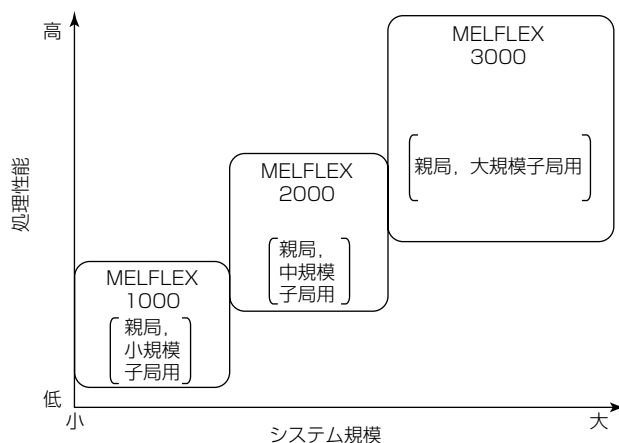 高
処理性能
低
小
システム規模
大
MELFLEX
1000
親局,
小規模
子局用
MELFLEX
2000
親局,
中規模
子局用
MELFLEX
3000
親局, 大規模子局用